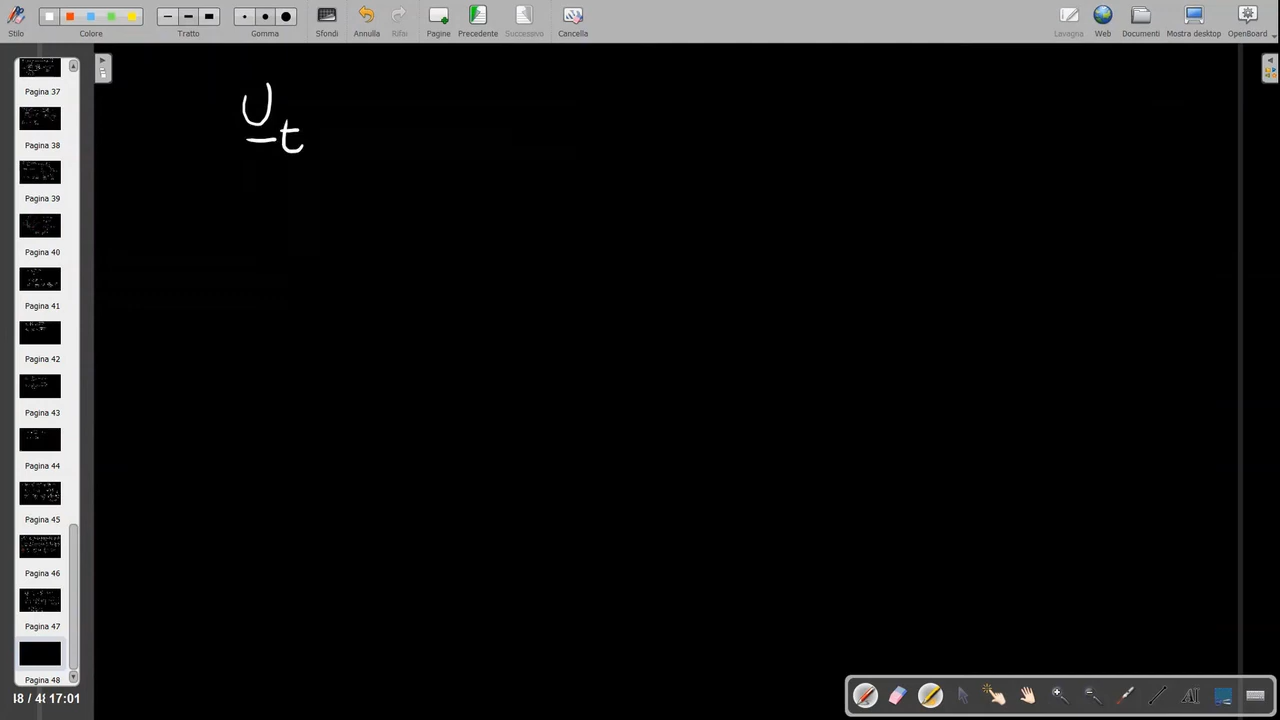 Stilo
Colore
Tratto
Gomma
Sfondi
Annulla
Rifai
Pagine
Precedente
Successivo
Cancella
Lavagna
Web
Documenti
Mostra desktop
OpenBoard
U̲ₜ
Pagina 37
Pagina 38
Pagina 39
Pagina 40
Pagina 41
Pagina 42
Pagina 43
Pagina 44
Pagina 45
Pagina 46
Pagina 47
Pagina 48
17:01